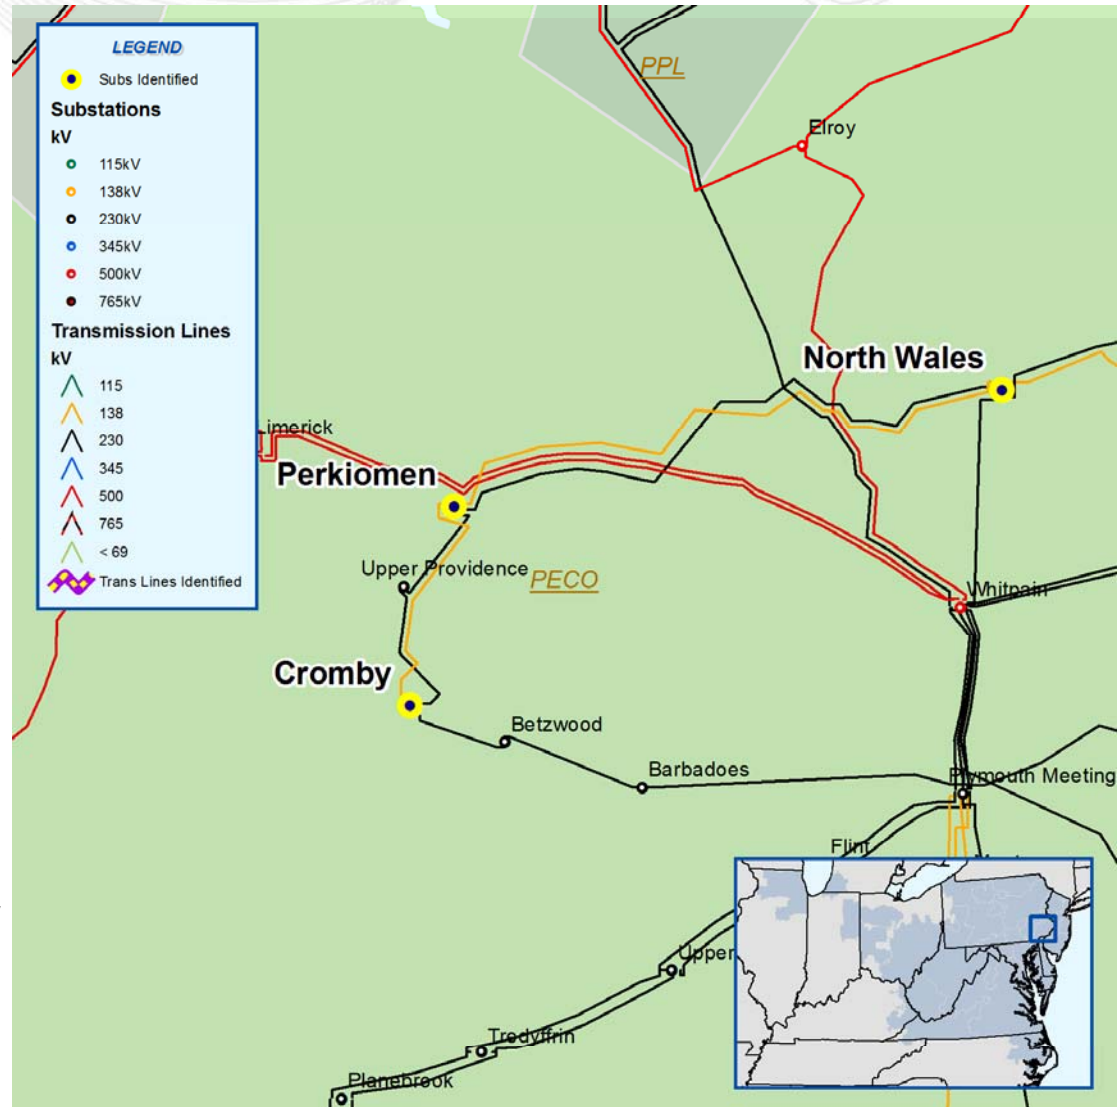 LEGEND
Subs Identified
Substations
kV
115kV
138kV
230kV
345kV
500kV
765kV
Transmission Lines
kV
115
138
230
345
500
765
< 69
Trans Lines Identified
PPL
Elroy
North Wales
Limerick
Perkiomen
Upper Providence
PECO
Whitpain
Cromby
Betzwood
Barbadoes
Plymouth Meeting
Flint
Upper
Tredyffrin
Planebrook